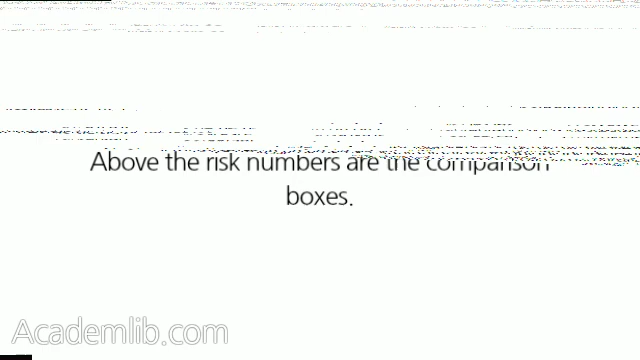 Above the risk numbers are the comparison
boxes.
Academlib.com